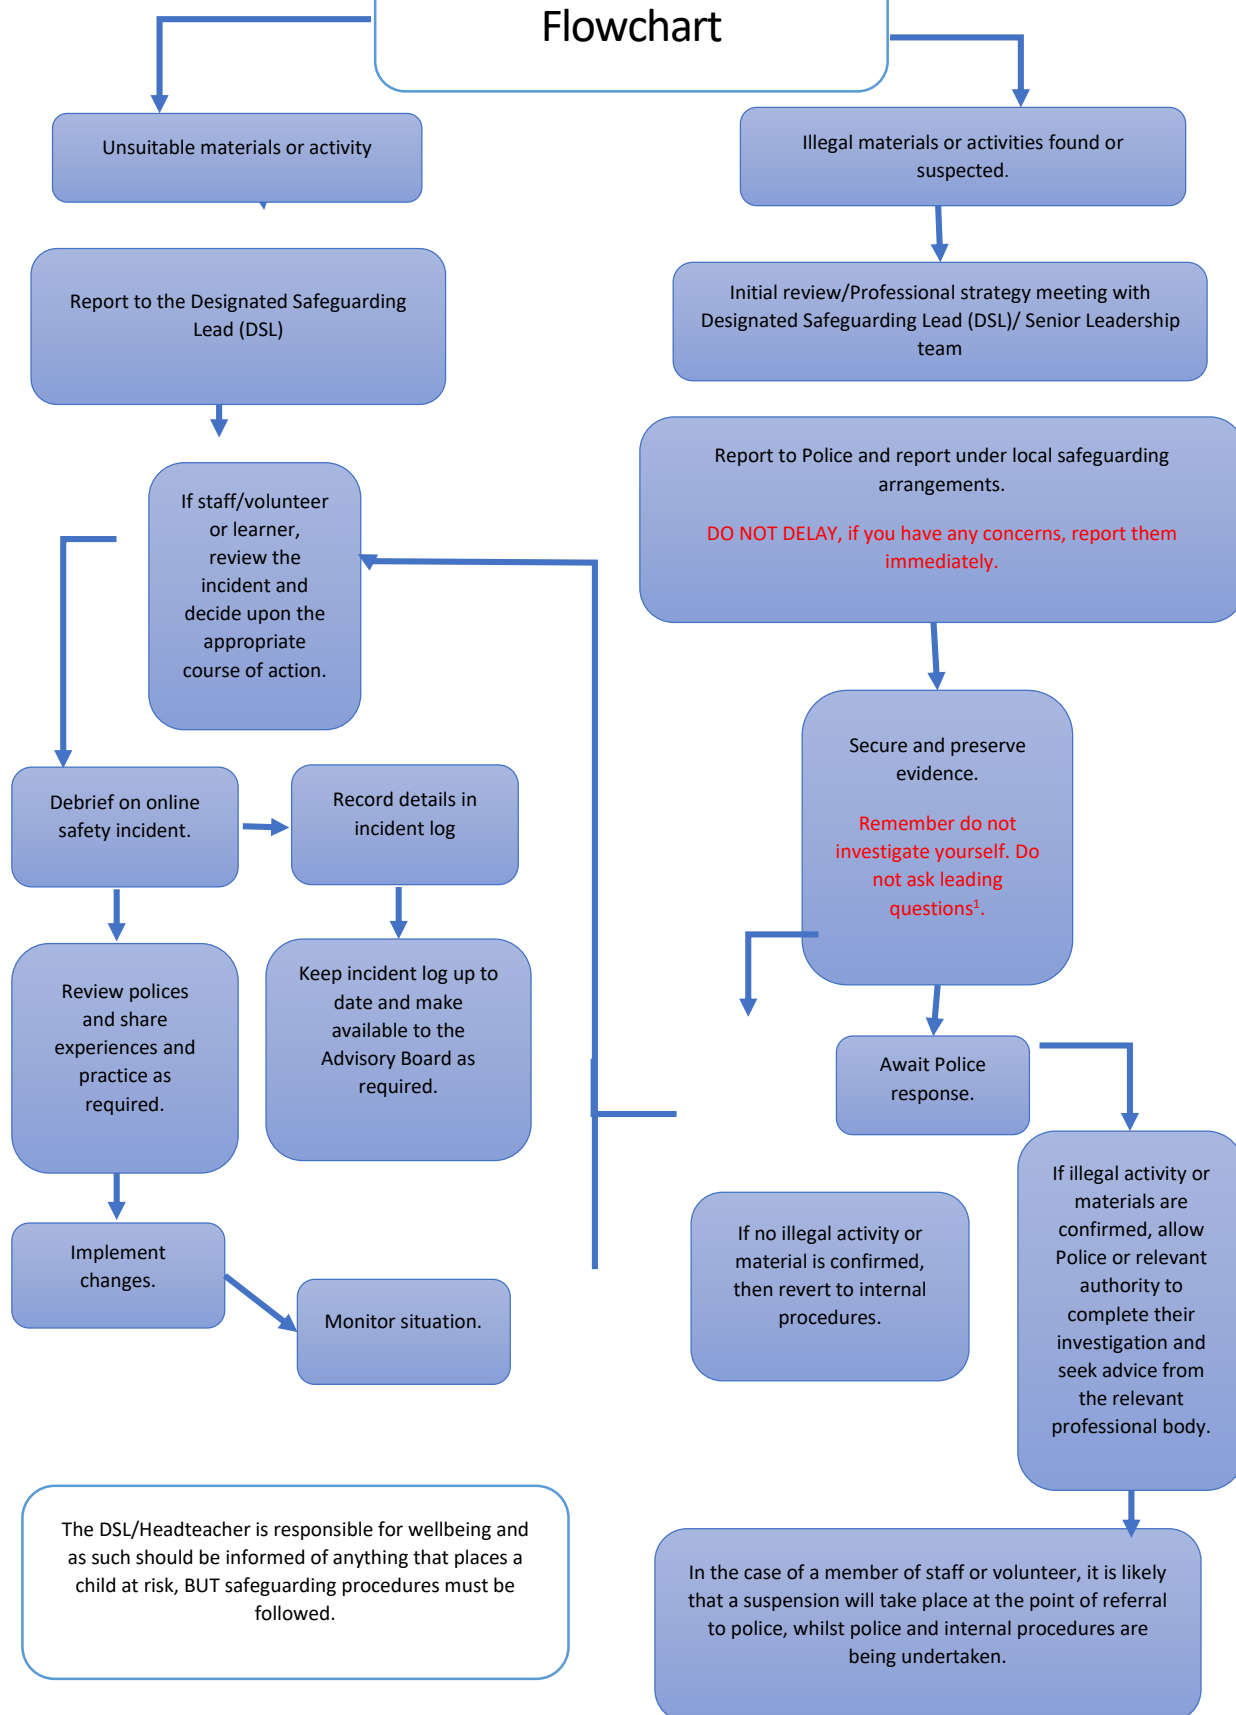 Flowchart
Unsuitable materials or activity
Report to the Designated Safeguarding
Lead (DSL)
If staff/volunteer
or learner,
review the
incident and
decide upon the
appropriate
course of action.
Debrief on online
safety incident.
Record details in
incident log
Review polices
and share
experiences and
practice as
required.
Keep incident log up to
date and make
available to the
Advisory Board as
required.
Implement
changes.
Monitor situation.
Illegal materials or activities found or
suspected.
Initial review/Professional strategy meeting with
Designated Safeguarding Lead (DSL)/ Senior Leadership
team
Report to Police and report under local safeguarding
arrangements.
DO NOT DELAY, if you have any concerns, report them
immediately.
Secure and preserve
evidence.
Remember do not
investigate yourself. Do
not ask leading
questions¹.
Await Police
response.
If no illegal activity or
material is confirmed,
then revert to internal
procedures.
If illegal activity or
materials are
confirmed, allow
Police or relevant
authority to
complete their
investigation and
seek advice from
the relevant
professional body.
The DSL/Headteacher is responsible for wellbeing and
as such should be informed of anything that places a
child at risk, BUT safeguarding procedures must be
followed.
In the case of a member of staff or volunteer, it is likely
that a suspension will take place at the point of referral
to police, whilst police and internal procedures are
being undertaken.